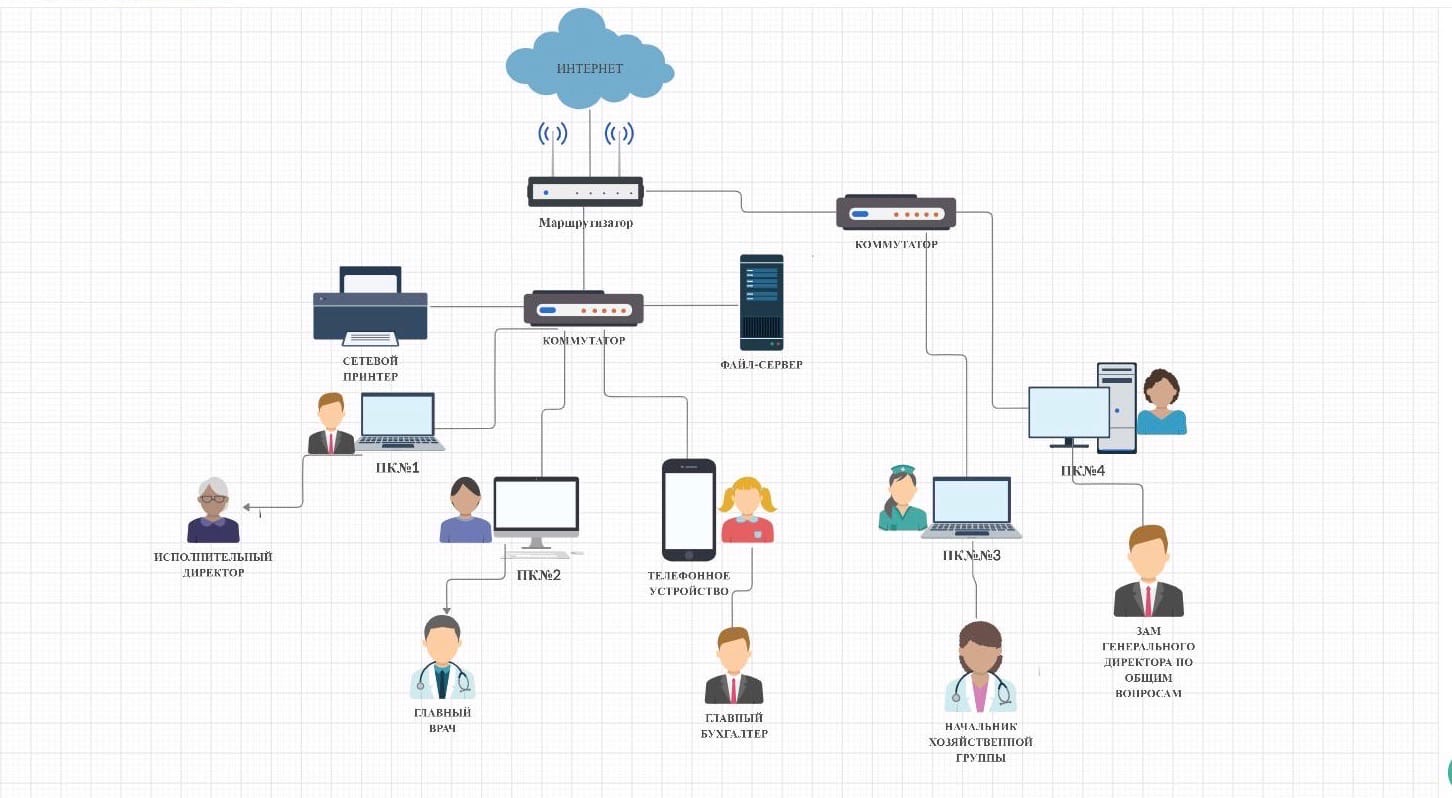 ИНТЕРНЕТ
Маршрутизатор
КОММУТАТОР
КОММУТАТОР
СЕТЕВОЙ
ПРИНТЕР
ФАЙЛ-СЕРВЕР
ПК№1
ПК№4
ИСПОЛНИТЕЛЬНЫЙ
ДИРЕКТОР
ПК№2
ТЕЛЕФОННОЕ
УСТРОЙСТВО
ПК№№3
ЗАМ
ГЕНЕРАЛЬНОГО
ДИРЕКТОРА ПО
ОБЩИМ
ВОПРОСАМ
ГЛАВНЫЙ
ВРАЧ
ГЛАВНЫЙ
БУХГАЛТЕР
НАЧАЛЬНИК
ХОЗЯЙСТВЕННОЙ
ГРУППЫ